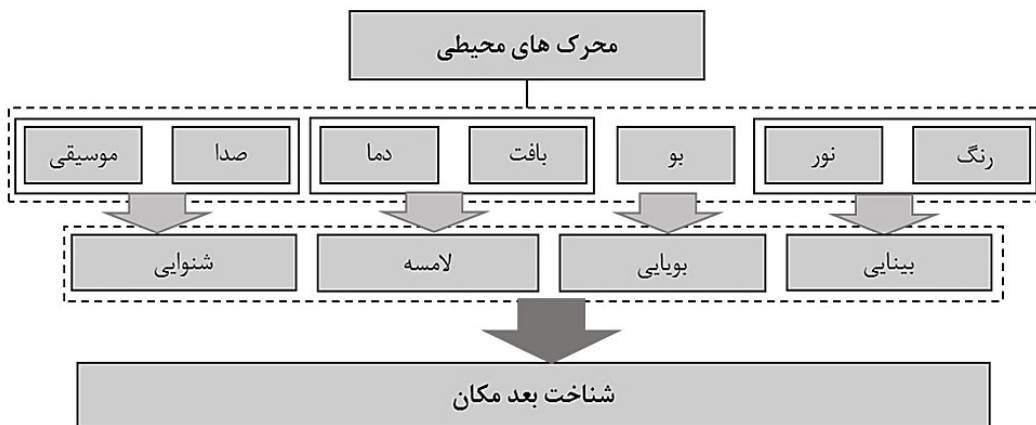 محرک های محیطی
رنگ
نور
بو
بافت
دما
صدا
موسیقی
بینایی
بویایی
لامسه
شنوایی
شناخت بعد مکان